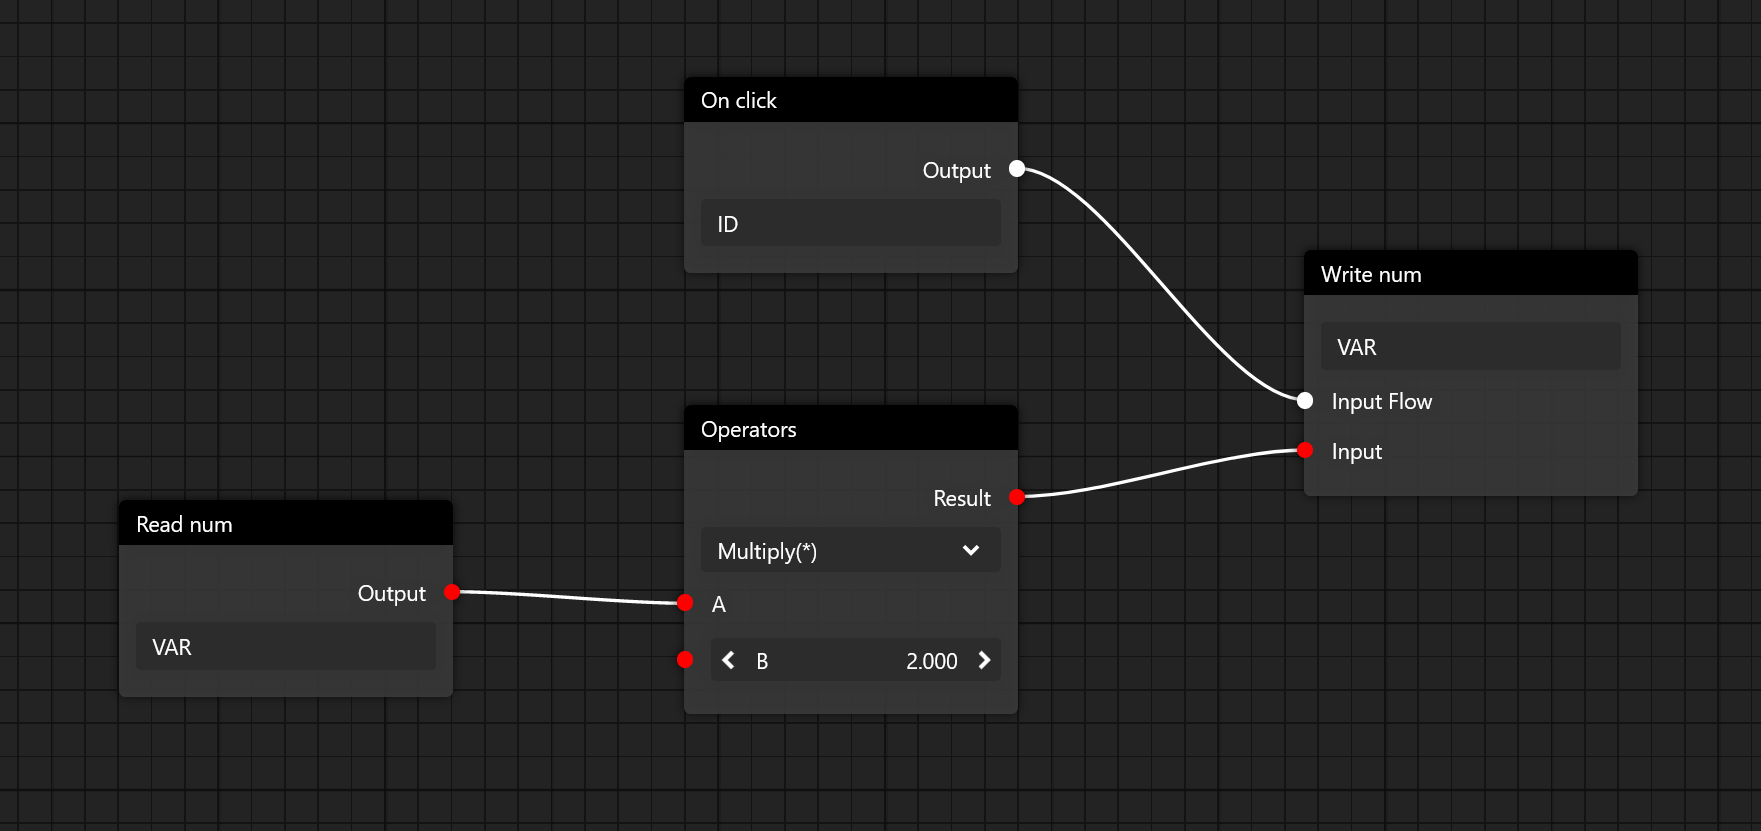 On click
Output
ID
Write num
VAR
Input Flow
Input
Operators
Result
Multiply(*)
A
B 2.000
Read num
Output
VAR